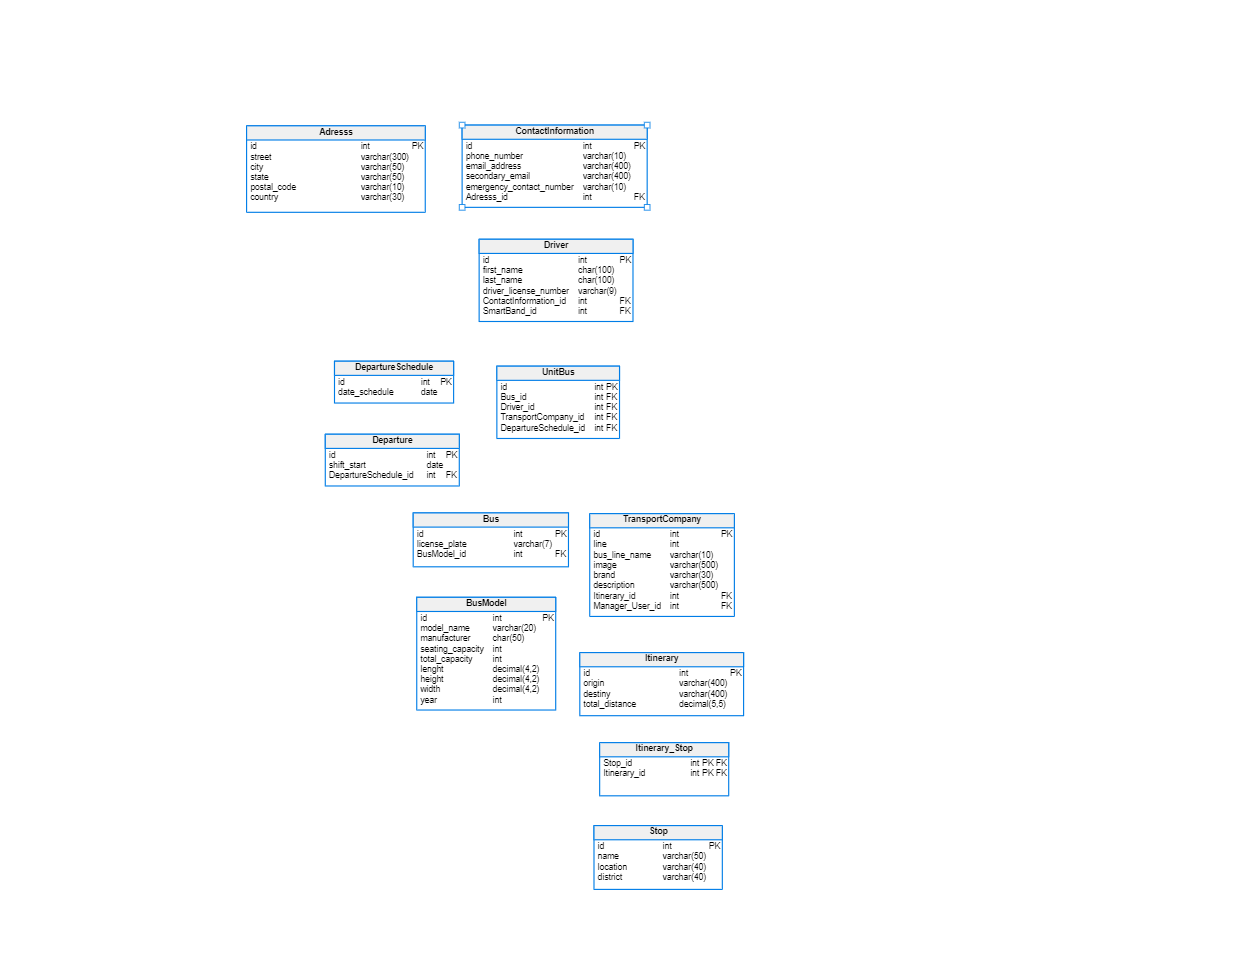 Adresss
id int PK
street varchar(300)
city varchar(50)
state varchar(50)
postal_code varchar(10)
country varchar(30)
ContactInformation
id int PK
phone_number varchar(10)
email_address varchar(400)
secondary_email varchar(400)
emergency_contact_number varchar(10)
Adresss_id int FK
Driver
id int PK
first_name char(100)
last_name char(100)
driver_license_number varchar(9)
ContactInformation_id int FK
SmartBand_id int FK
DepartureSchedule
id int PK
date_schedule date
UnitBus
id int PK
Bus_id int FK
Driver_id int FK
TransportCompany_id int FK
DepartureSchedule_id int FK
Departure
id int PK
shift_start date
DepartureSchedule_id int FK
Bus
id int PK
license_plate varchar(7)
BusModel_id int FK
TransportCompany
id int PK
line int
bus_line_name varchar(10)
image varchar(500)
brand varchar(30)
description varchar(500)
Itinerary_id int FK
Manager_User_id int FK
BusModel
id int PK
model_name varchar(20)
manufacturer char(50)
seating_capacity int
total_capacity int
lenght decimal(4,2)
height decimal(4,2)
width decimal(4,2)
year int
Itinerary
id int PK
origin varchar(400)
destiny varchar(400)
total_distance decimal(5,5)
Itinerary_Stop
Stop_id int PK FK
Itinerary_id int PK FK
Stop
id int PK
name varchar(50)
location varchar(40)
district varchar(40)